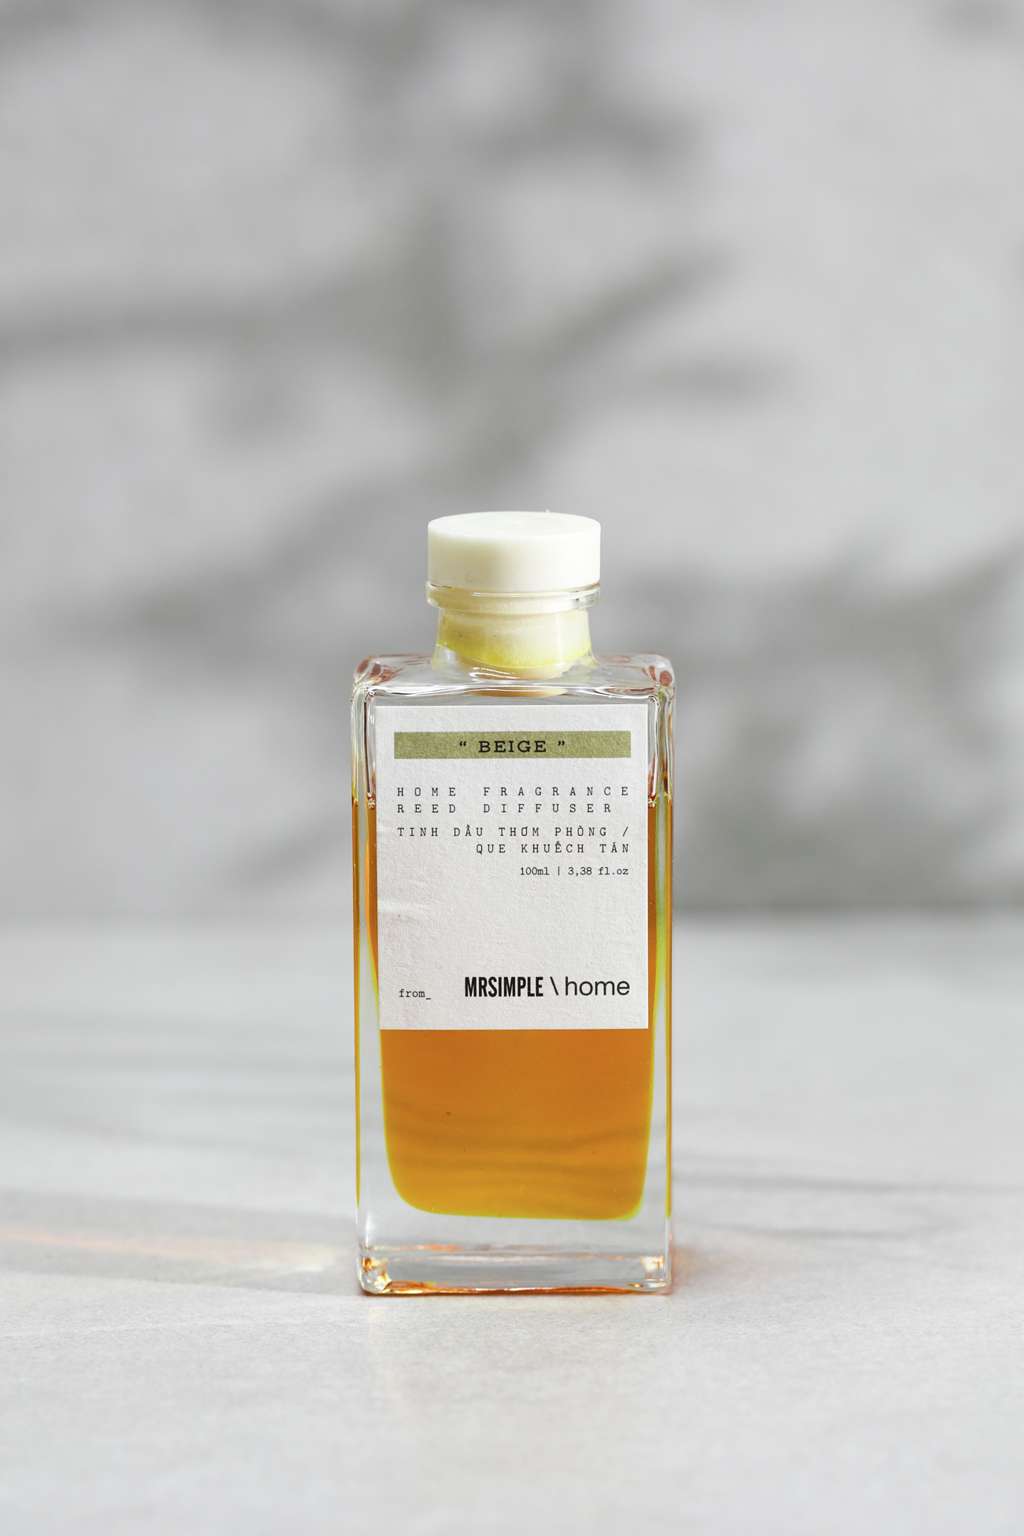 “ BEIGE ”
HOME FRAGRANCE
REED DIFFUSER
TINH DẦU THƠM PHÒNG /
QUE KHUẾCH TÁN
100ml | 3,38 fl.oz
from_ MRSIMPLE \ home